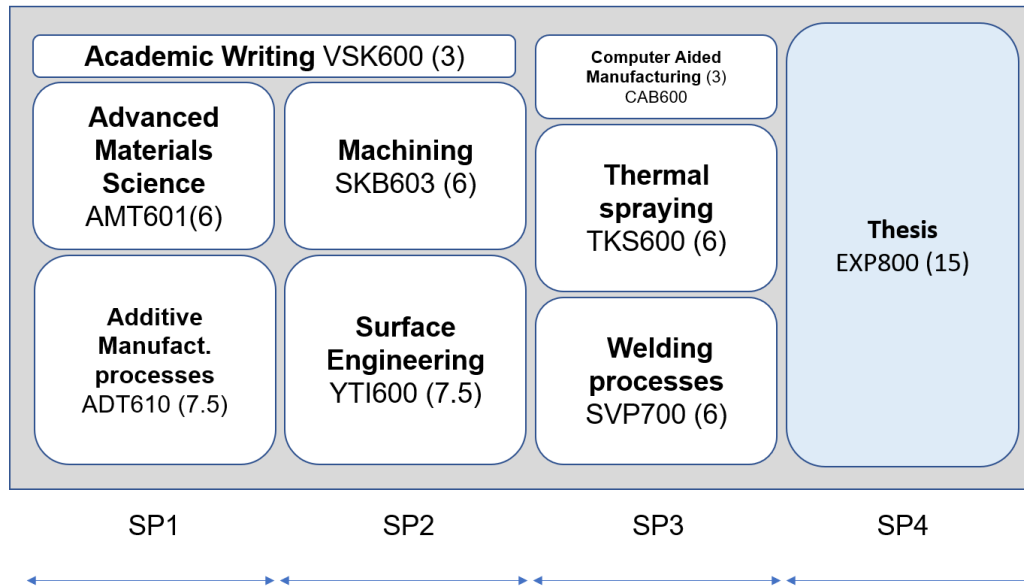 Academic Writing VSK600 (3)
Advanced
Materials
Science
AMT601(6)
Additive
Manufact.
processes
ADT610 (7.5)
Machining
SKB603 (6)
Surface
Engineering
YTI600 (7.5)
Computer Aided
Manufacturing (3)
CAB600
Thermal
spraying
TKS600 (6)
Welding
processes
SVP700 (6)
Thesis
EXP800 (15)
SP1
SP2
SP3
SP4